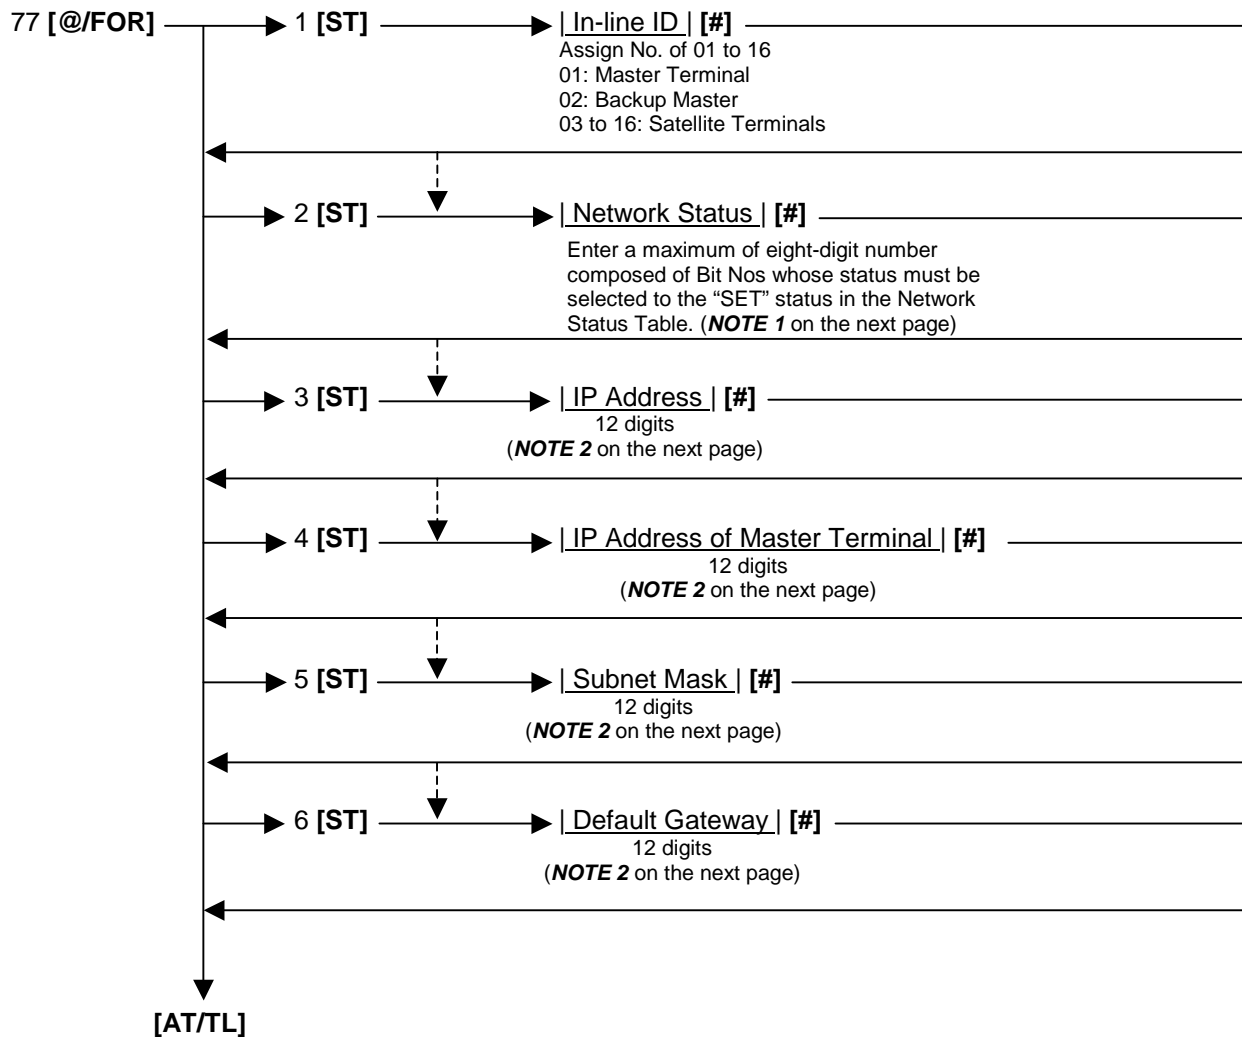 77 [@/FOR] 1 [ST] | In-line ID | [#]
Assign No. of 01 to 16
01: Master Terminal
02: Backup Master
03 to 16: Satellite Terminals
2 [ST] | Network Status | [#]
Enter a maximum of eight-digit number
composed of Bit Nos whose status must be
selected to the “SET” status in the Network
Status Table. (NOTE 1 on the next page)
3 [ST] | IP Address | [#]
12 digits
(NOTE 2 on the next page)
4 [ST] | IP Address of Master Terminal | [#]
12 digits
(NOTE 2 on the next page)
5 [ST] | Subnet Mask | [#]
12 digits
(NOTE 2 on the next page)
6 [ST] | Default Gateway | [#]
12 digits
(NOTE 2 on the next page)
[AT/TL]